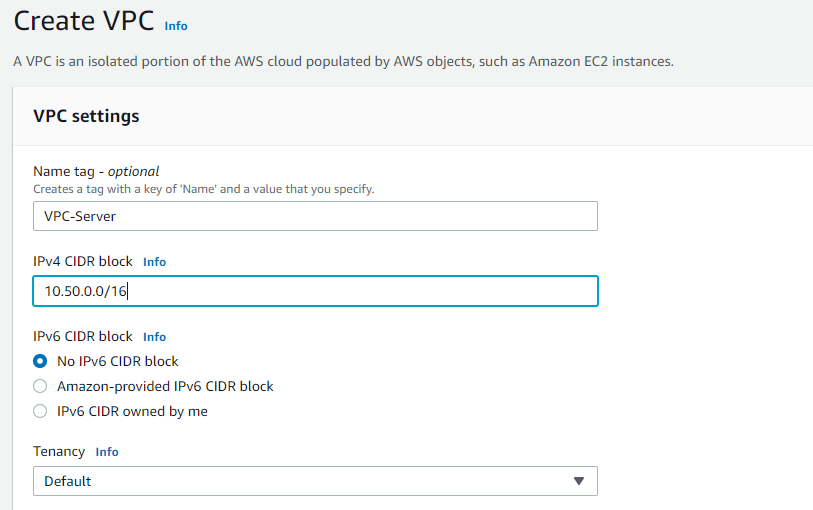 Create VPC Info
A VPC is an isolated portion of the AWS cloud populated by AWS objects, such as Amazon EC2 instances.
VPC settings
Name tag - optional
Creates a tag with a key of 'Name' and a value that you specify.
VPC-Server
IPv4 CIDR block Info
10.50.0.0/16
IPv6 CIDR block Info
No IPv6 CIDR block
Amazon-provided IPv6 CIDR block
IPv6 CIDR owned by me
Tenancy Info
Default